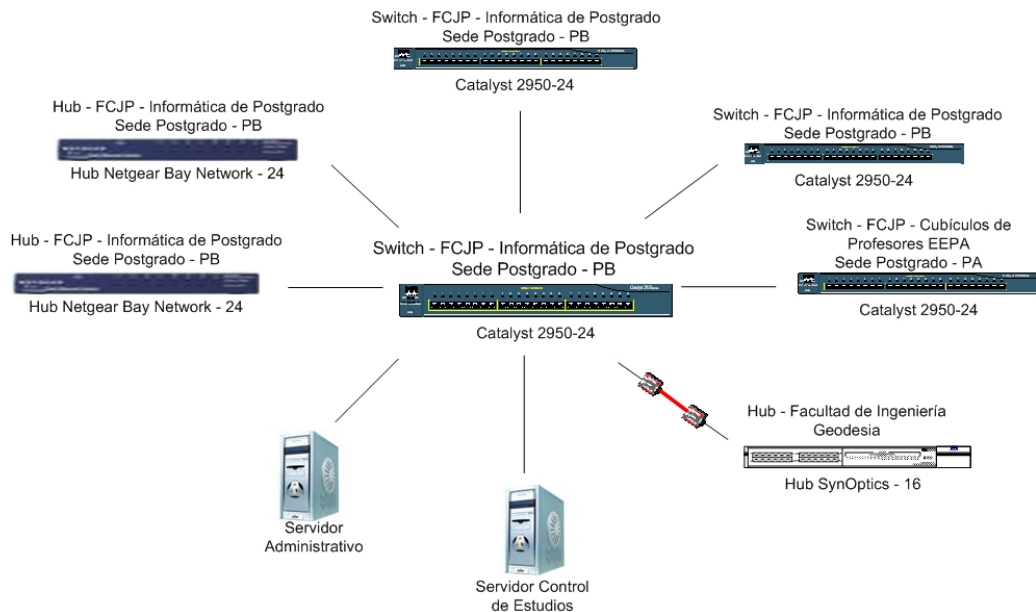 Switch - FCJP - Informática de Postgrado
Sede Postgrado - PB
Catalyst 2950-24
Hub - FCJP - Informática de Postgrado
Sede Postgrado - PB
Hub Netgear Bay Network - 24
Switch - FCJP - Informática de Postgrado
Sede Postgrado - PB
Catalyst 2950-24
Hub - FCJP - Informática de Postgrado
Sede Postgrado - PB
Hub Netgear Bay Network - 24
Switch - FCJP - Informática de Postgrado
Sede Postgrado - PB
Catalyst 2950-24
Switch - FCJP - Cubículos de
Profesores EEPA
Sede Postgrado - PA
Catalyst 2950-24
Hub - Facultad de Ingeniería
Geodesia
Hub SynOptics - 16
Servidor
Administrativo
Servidor Control
de Estudios